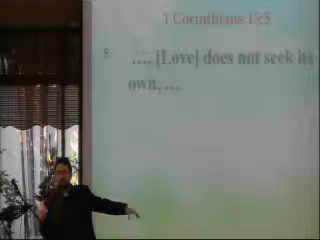 1 Corinthians 13:5
5 .... [Love] does not seek its
own, ...